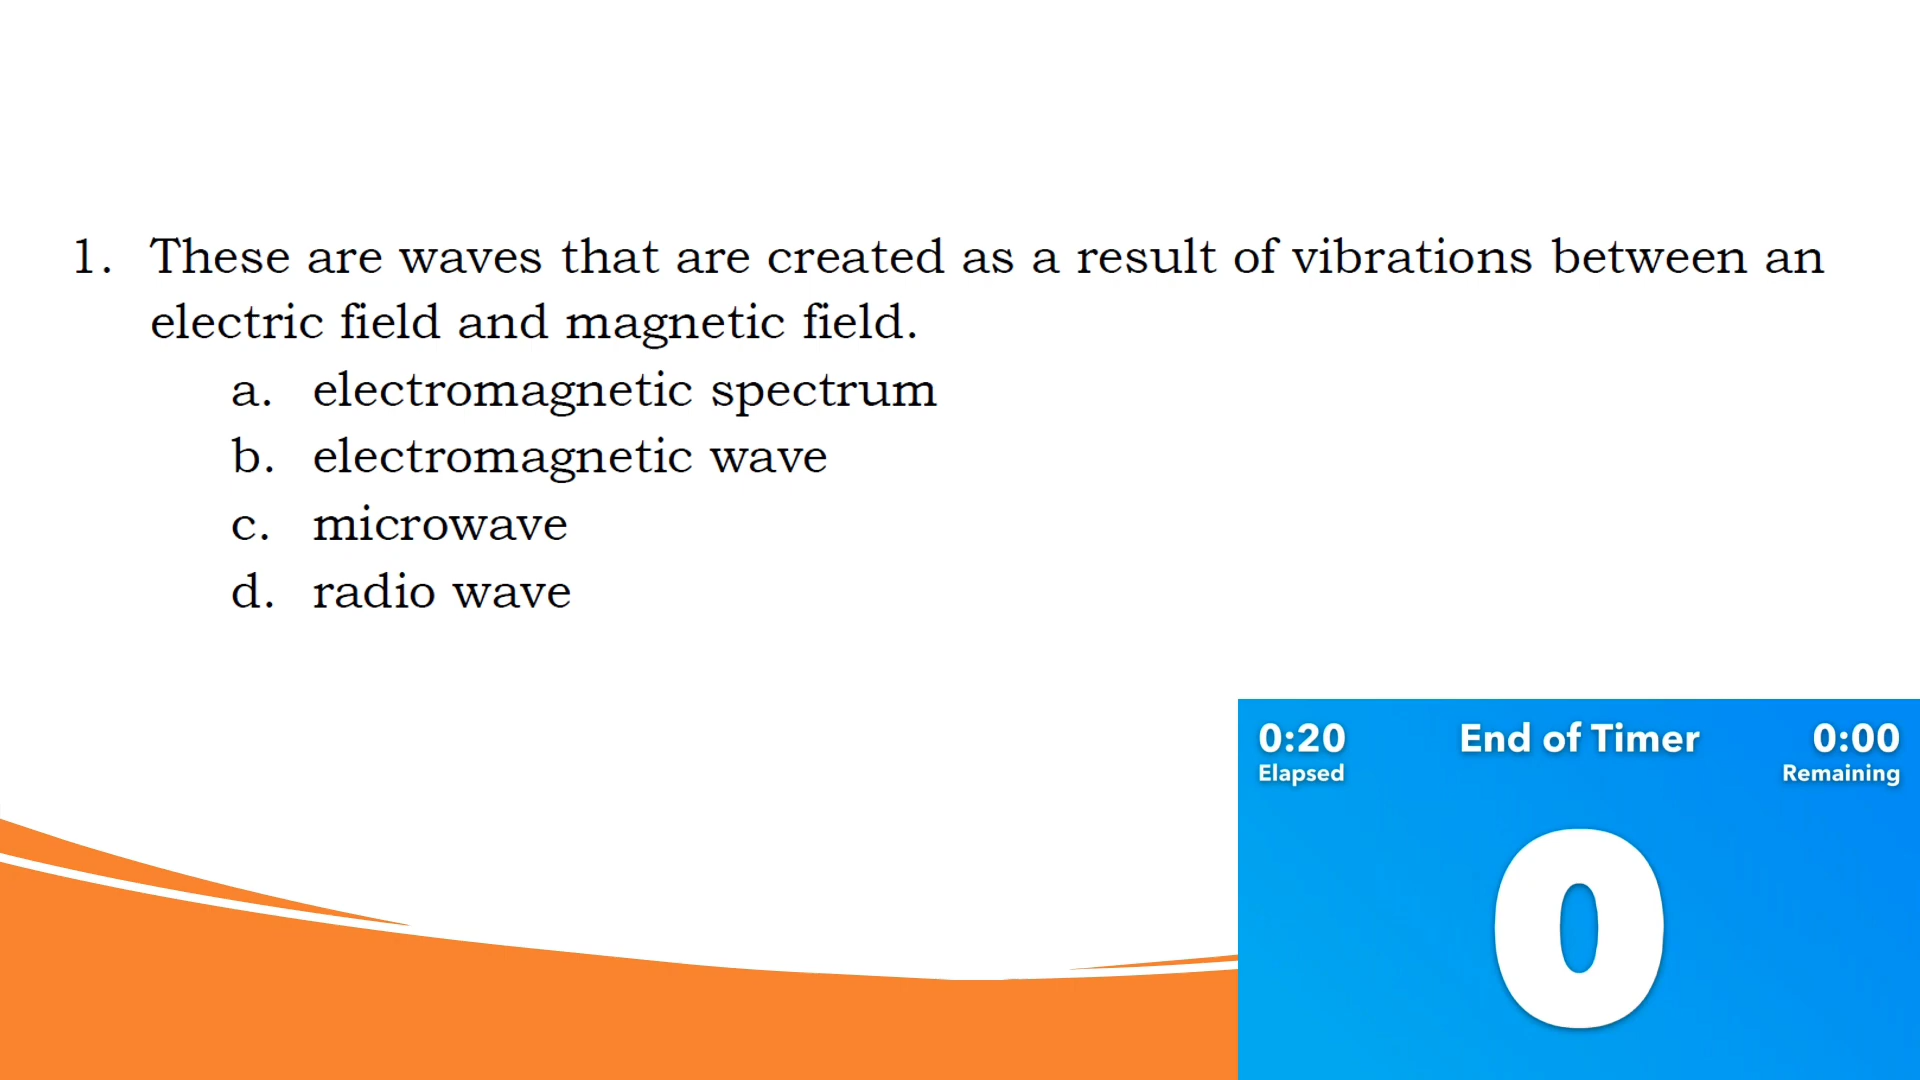 1. These are waves that are created as a result of vibrations between an
electric field and magnetic field.
a. electromagnetic spectrum
b. electromagnetic wave
c. microwave
d. radio wave
0:20 End of Timer 0:00
Elapsed Remaining
0